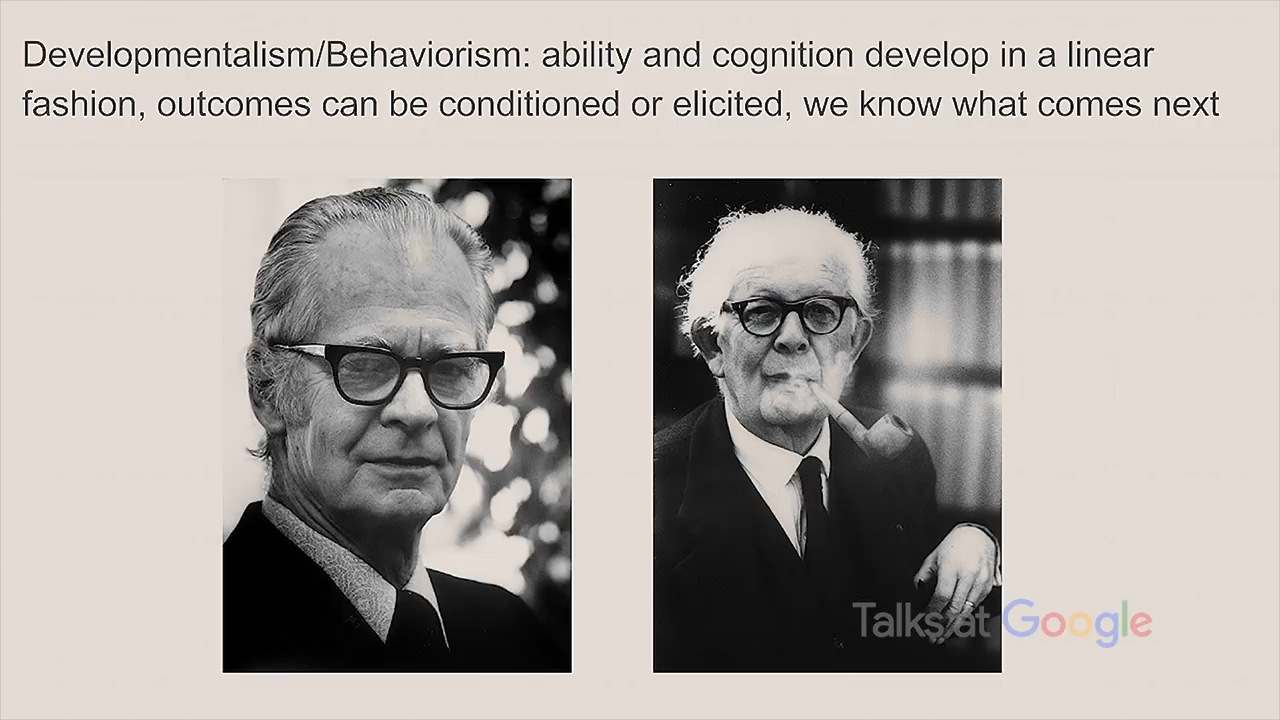 Developmentalism/Behaviorism: ability and cognition develop in a linear
fashion, outcomes can be conditioned or elicited, we know what comes next
Talks at Google